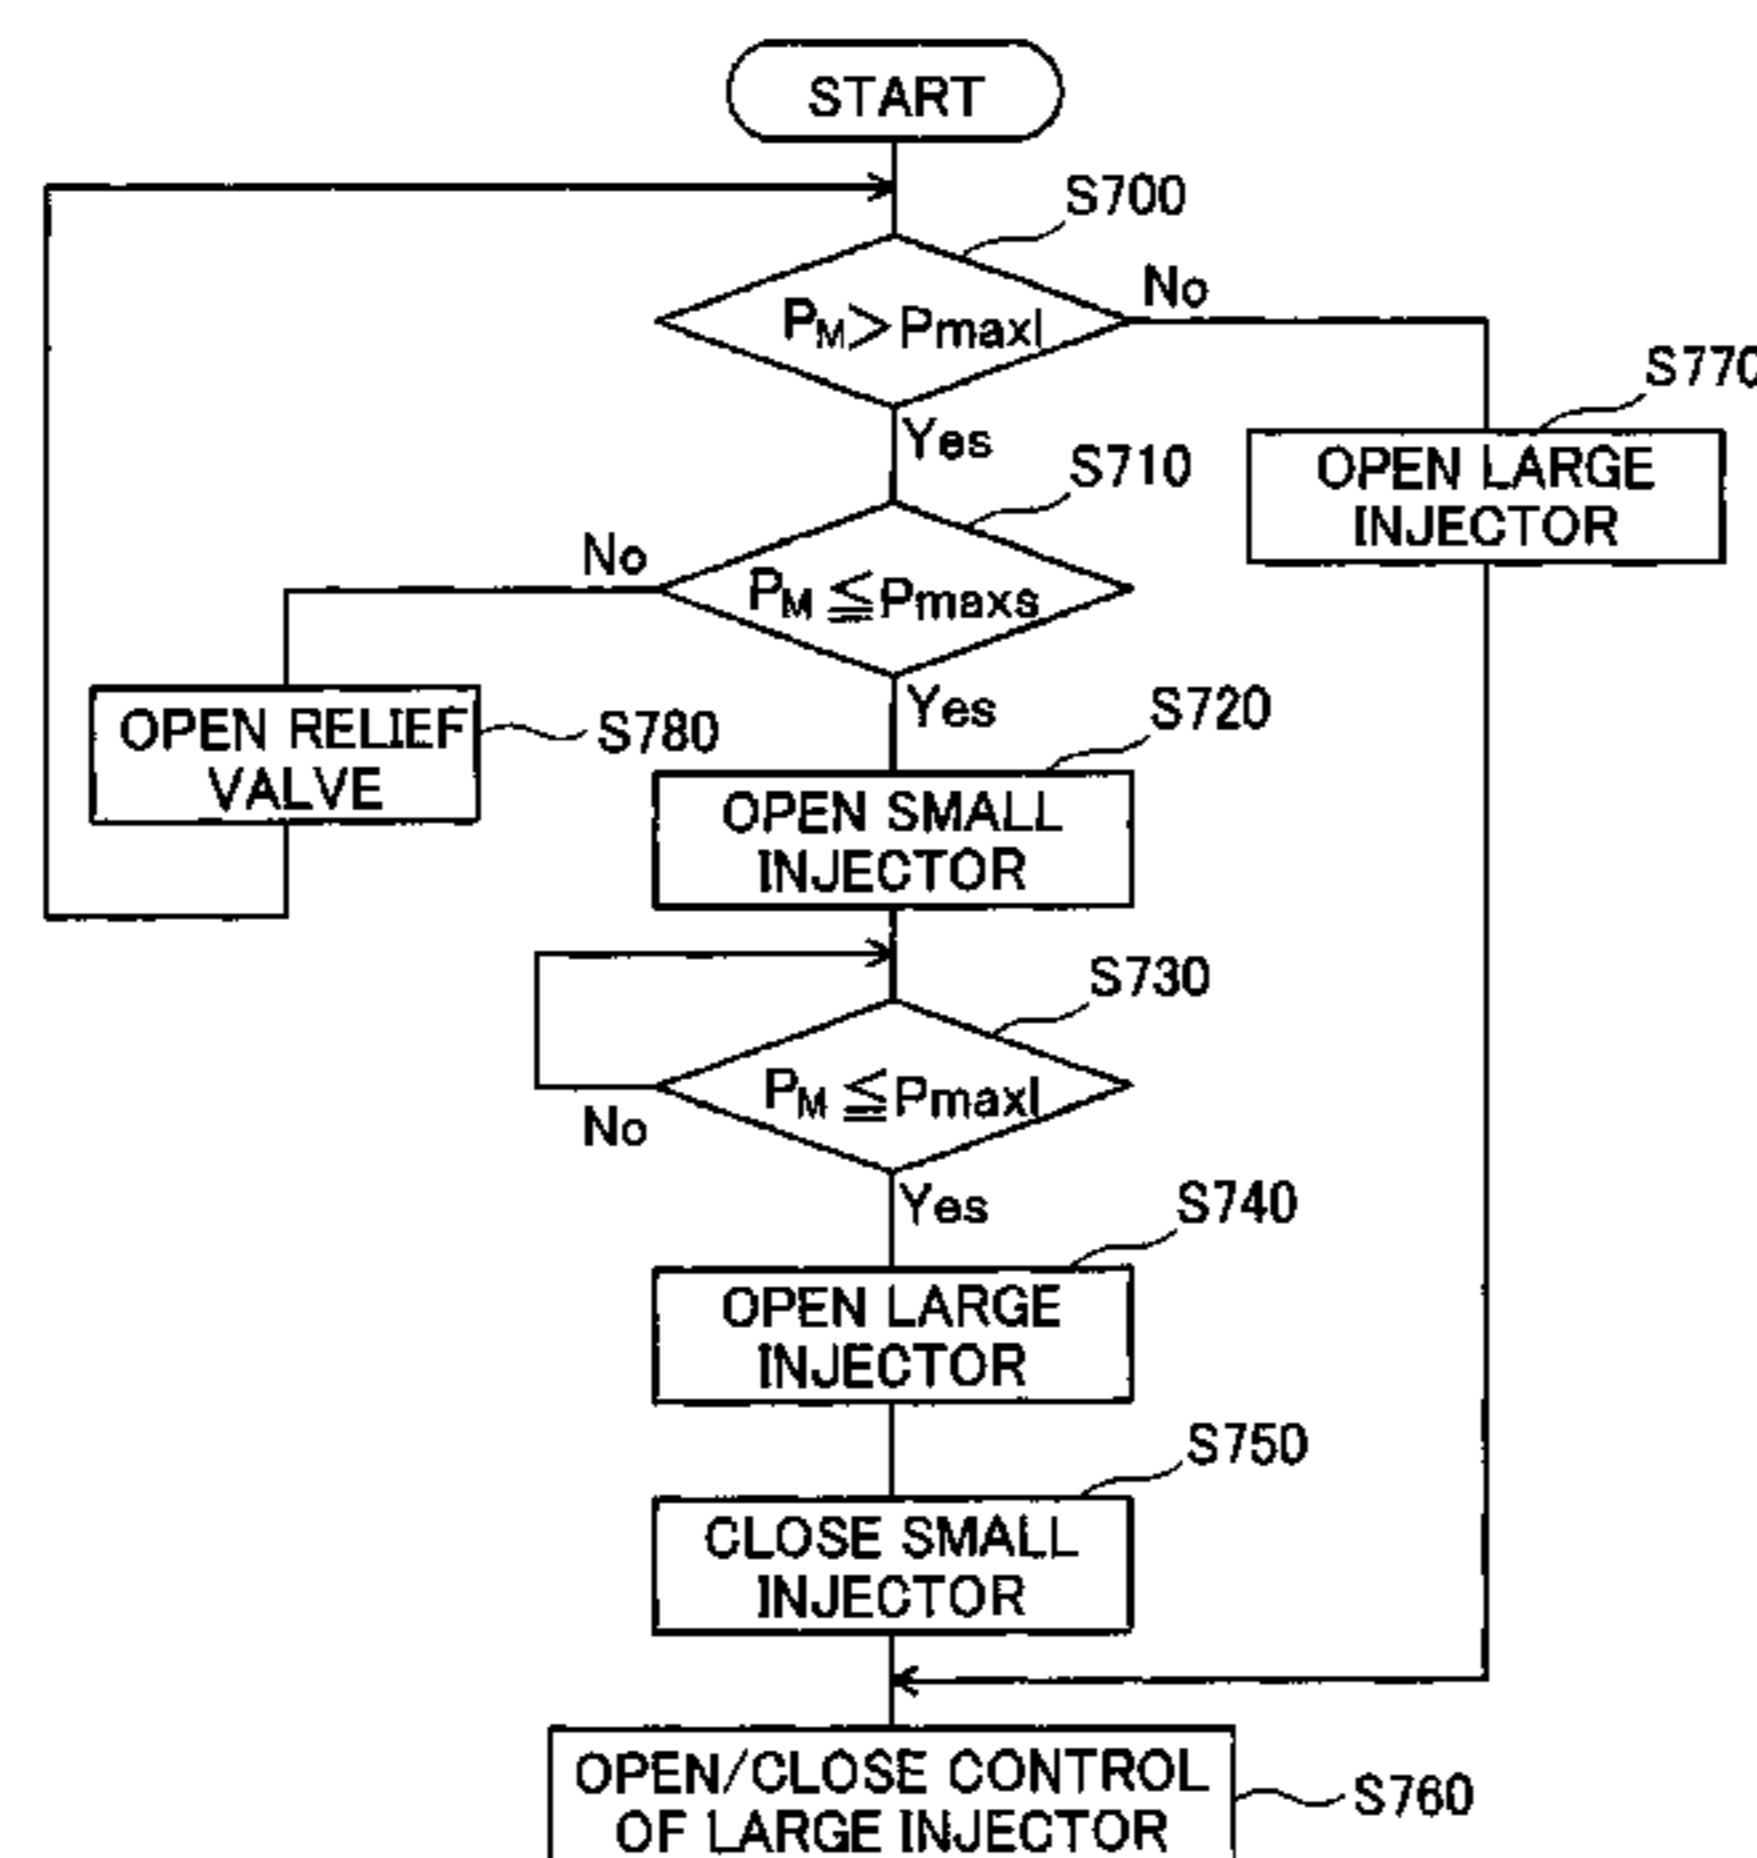 START
S700
PM>Pmaxl
No
Yes
S770
OPEN LARGE
INJECTOR
S710
No
PM≦Pmaxs
Yes
OPEN RELIEF
VALVE
S780
S720
OPEN SMALL
INJECTOR
S730
PM≦Pmaxl
No
Yes
S740
OPEN LARGE
INJECTOR
S750
CLOSE SMALL
INJECTOR
OPEN/CLOSE CONTROL
OF LARGE INJECTOR
S760